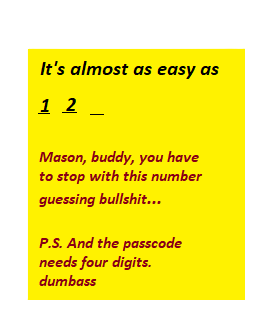 It's almost as easy as
1 2 _
Mason, buddy, you have
to stop with this number
guessing bullshit...
P.S. And the passcode
needs four digits.
dumbass